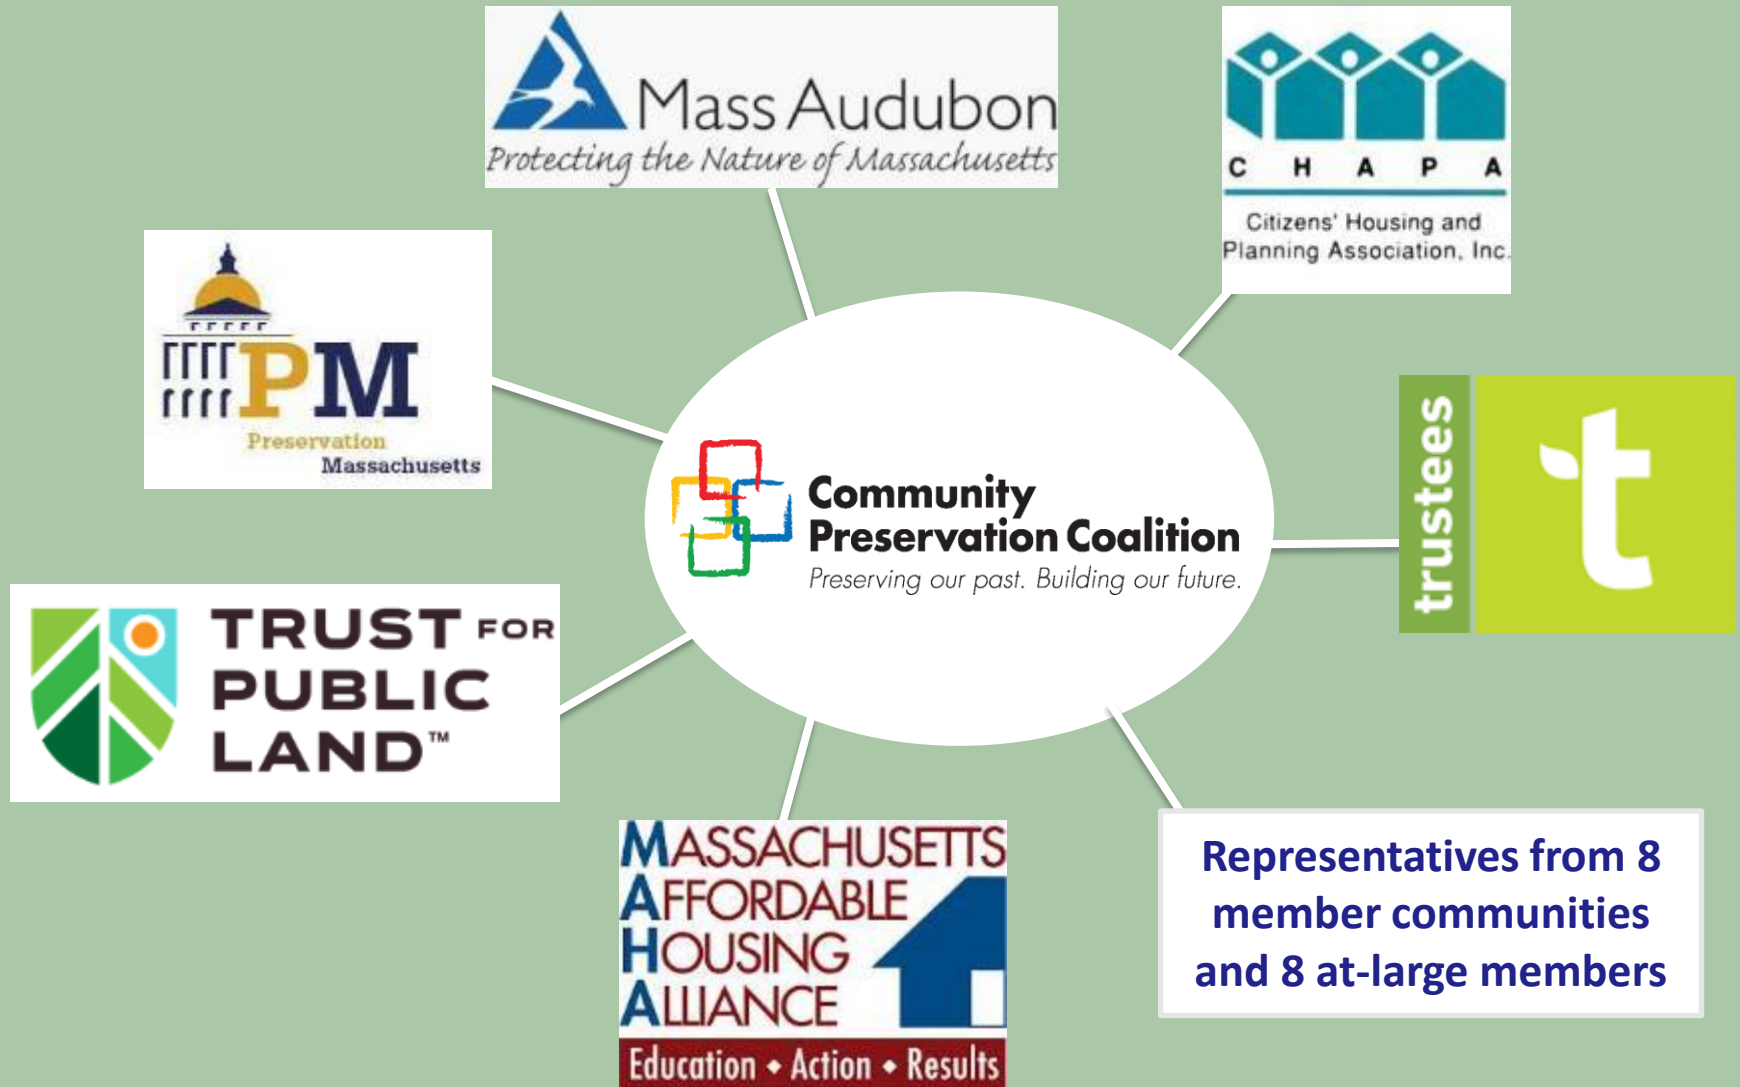 Mass Audubon
Protecting the Nature of Massachusetts
C H A P A
Citizens' Housing and
Planning Association, Inc.
PM
Preservation
Massachusetts
trustees
t
Community
Preservation Coalition
Preserving our past. Building our future.
TRUST FOR
PUBLIC
LAND™
MASSACHUSETTS
AFFORDABLE
HOUSING
ALLIANCE
Education ◆ Action ◆ Results
Representatives from 8
member communities
and 8 at-large members